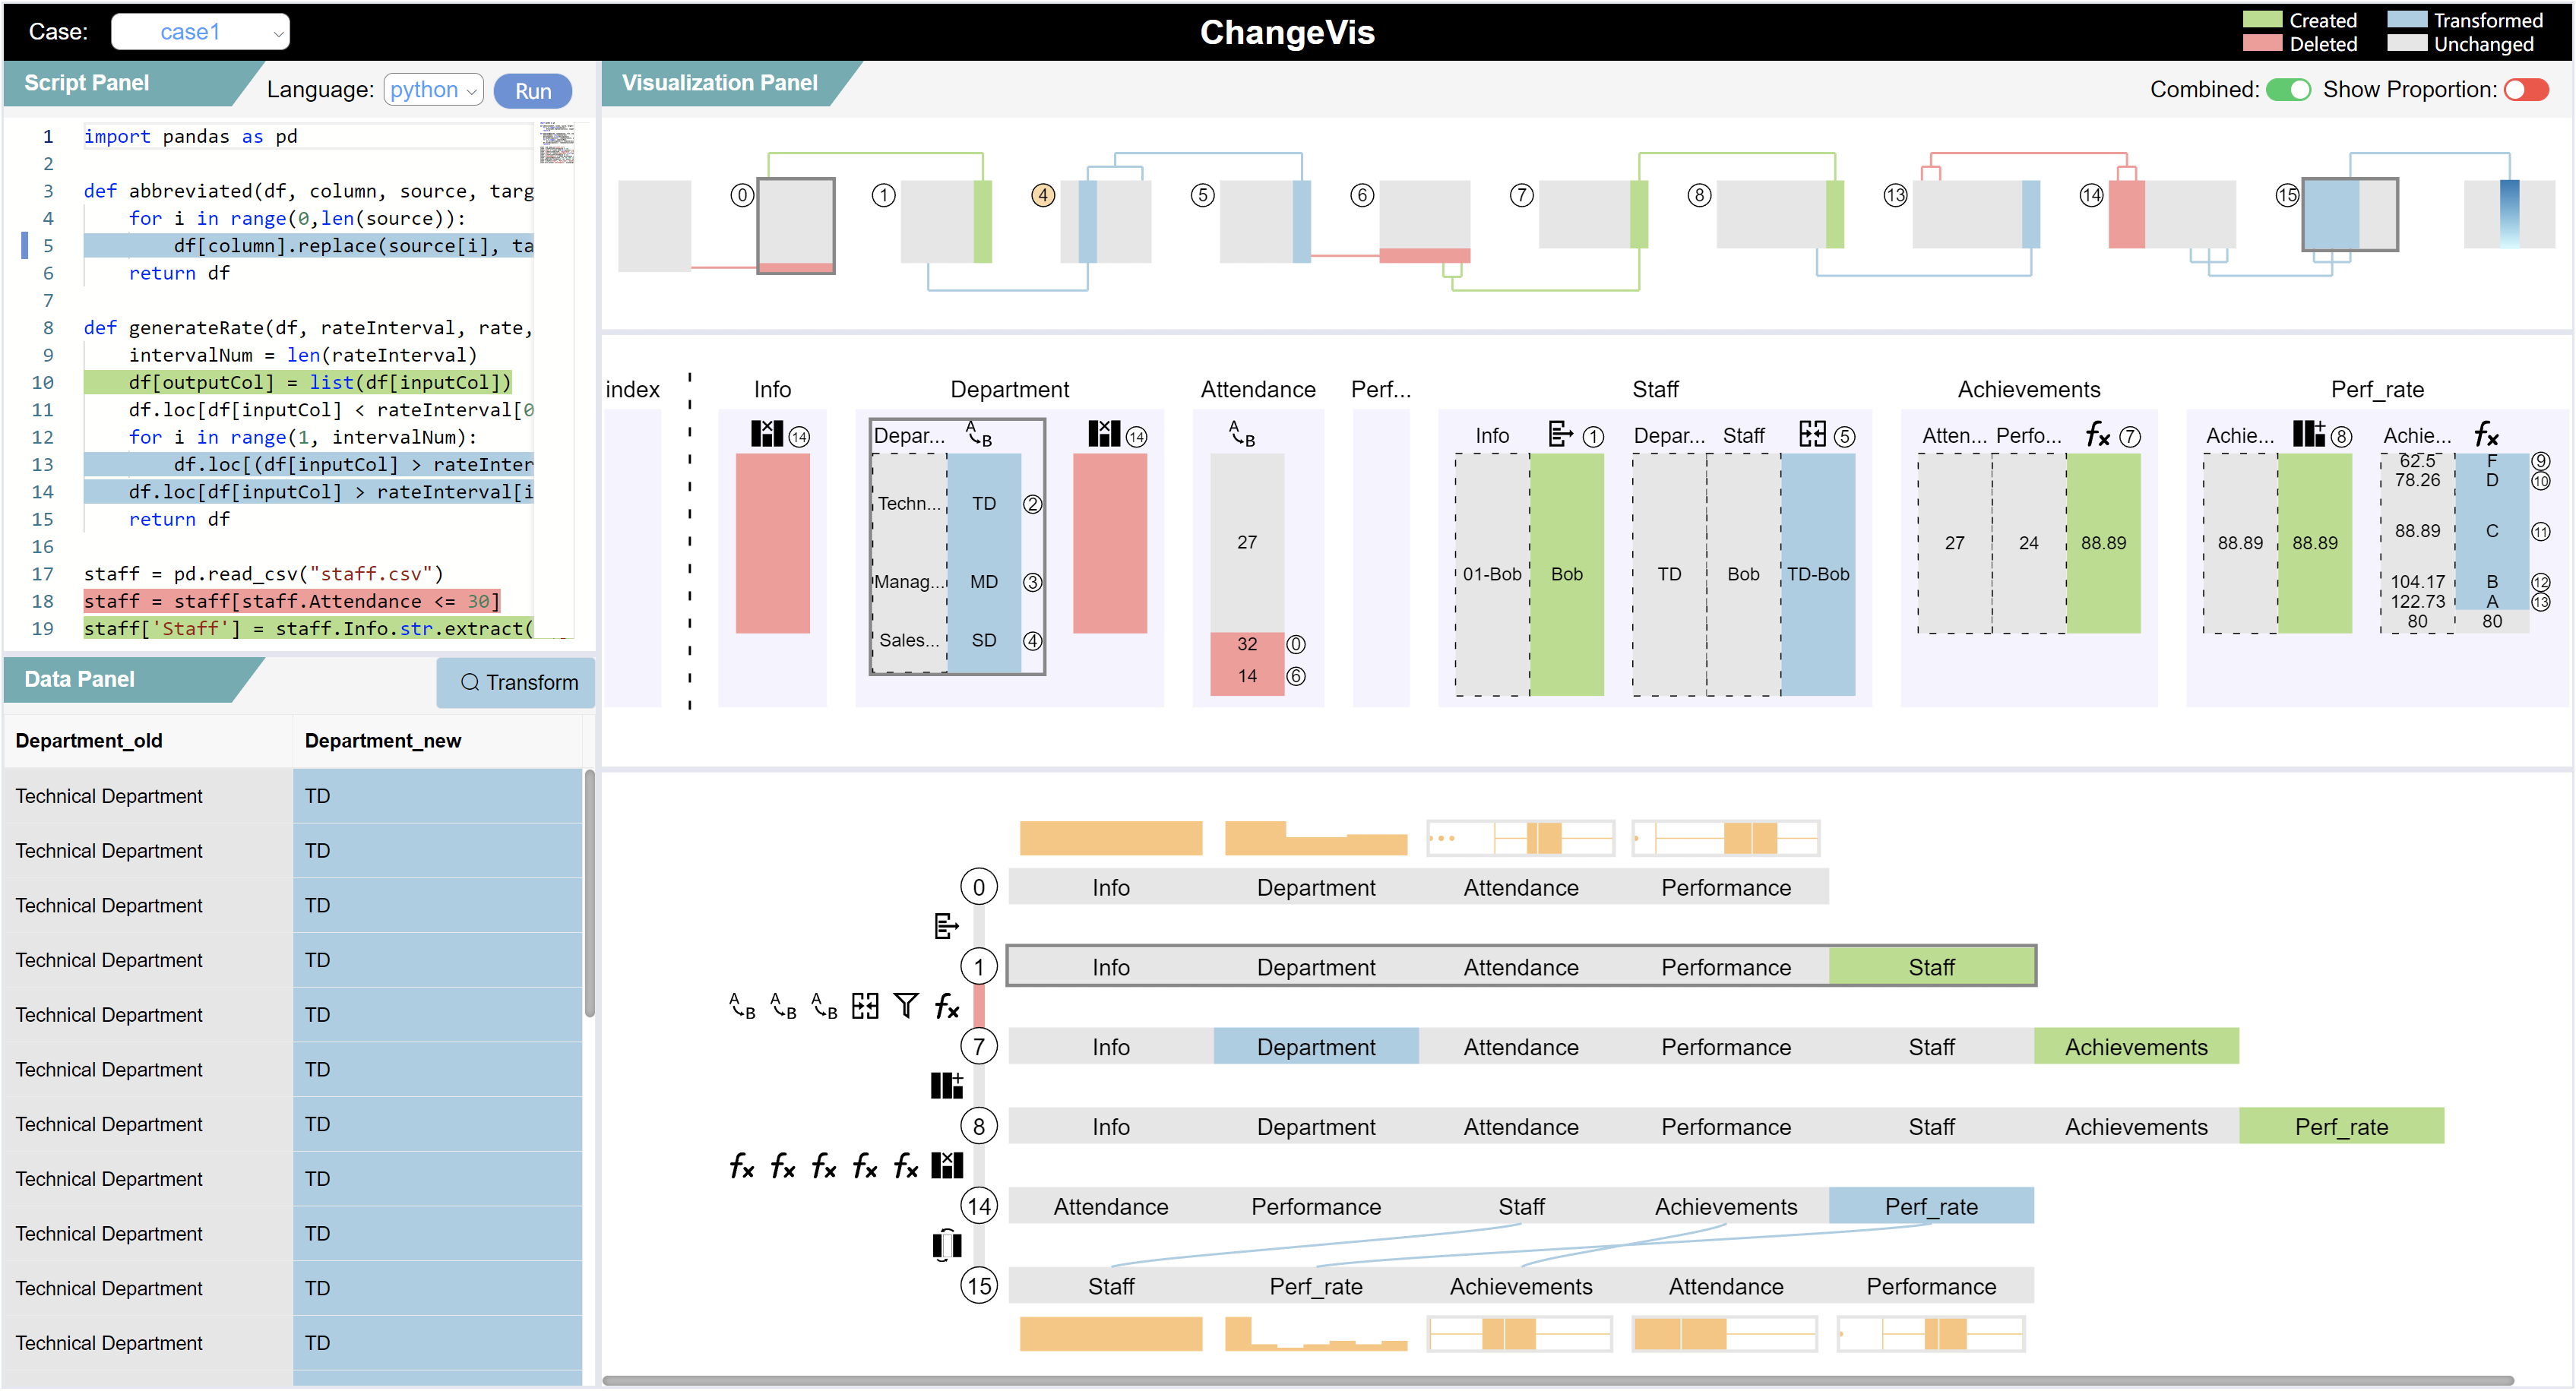 Case: case1 ChangeVis Created Transformed
Deleted Unchanged
Script Panel Language: python Run
1 import pandas as pd
2
3 def abbreviated(df, column, source, targ
4 for i in range(0,len(source)):
5 df[column].replace(source[i], ta
6 return df
7
8 def generateRate(df, rateInterval, rate,
9 intervalNum = len(rateInterval)
10 df[outputCol] = list(df[inputCol])
11 df.loc[df[inputCol] < rateInterval[0
12 for i in range(1, intervalNum):
13 df.loc[(df[inputCol] > rateInter
14 df.loc[df[inputCol] > rateInterval[i
15 return df
16
17 staff = pd.read_csv("staff.csv")
18 staff = staff[staff.Attendance <= 30]
19 staff['Staff'] = staff.Info.str.extract(
Data Panel Transform
Department_old Department_new
Technical Department TD
Technical Department TD
Technical Department TD
Technical Department TD
Technical Department TD
Technical Department TD
Technical Department TD
Technical Department TD
Technical Department TD
Technical Department TD
Technical Department TD
Visualization Panel Combined: Show Proportion:
0 1 4 5 6 7 8 13 14 15
index Info Department Attendance Perf... Staff Achievements Perf_rate
14 Depar... A B 14 A B Info 1 Depar... Staff 5 Atten... Perfo... fx 7 Achie... 8 Achie... fx
62.5 F 9
78.26 D 10
Techn... TD 2
88.89 C 11
27 27 24 88.89 88.89 88.89
01-Bob Bob TD Bob TD-Bob
Manag... MD 3 104.17 B 12
122.73 A 13
80 80
Sales... SD 4 32 0
14 6
0 Info Department Attendance Performance
1 Info Department Attendance Performance Staff
A B A B A B fx
7 Info Department Attendance Performance Staff Achievements
8 Info Department Attendance Performance Staff Achievements Perf_rate
fx fx fx fx fx
14 Attendance Performance Staff Achievements Perf_rate
15 Staff Perf_rate Achievements Attendance Performance